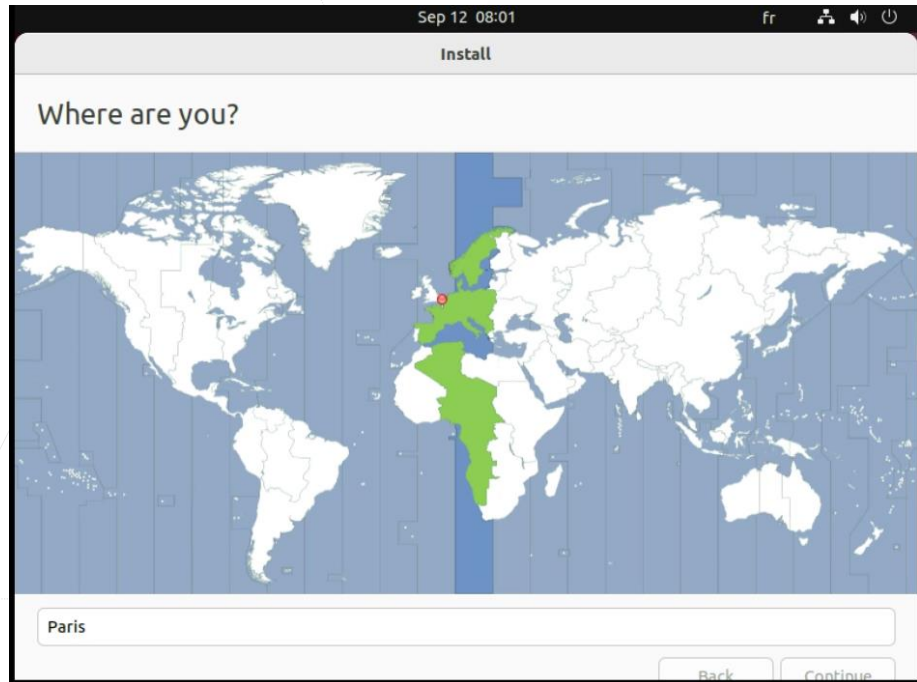 Sep 12 08:01
fr
Install
Where are you?
Paris
Back
Continue